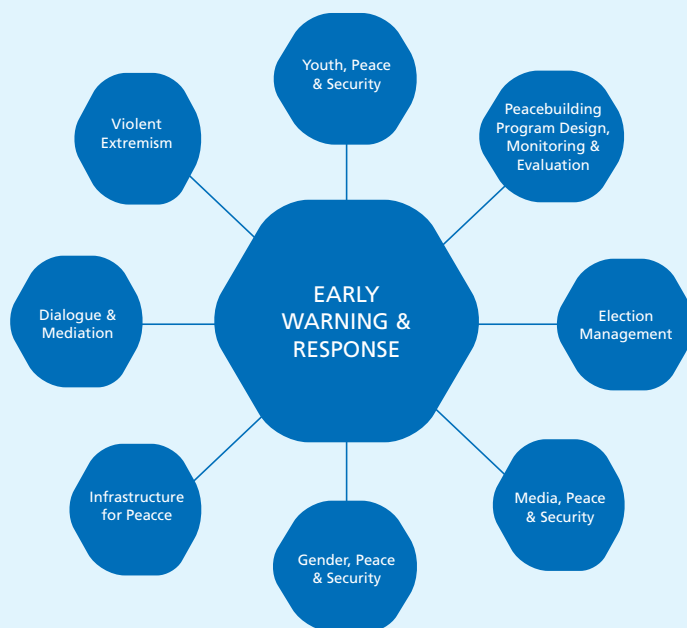 Youth, Peace
& Security
Peacebuilding
Program Design,
Monitoring &
Evaluation
Violent
Extremism
EARLY
WARNING &
RESPONSE
Dialogue &
Mediation
Election
Management
Infrastructure
for Peacce
Media, Peace
& Security
Gender, Peace
& Security